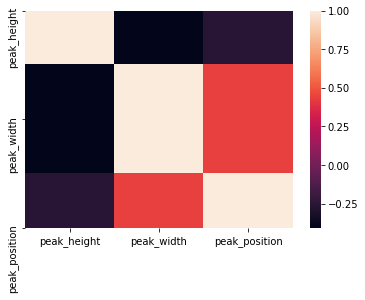 peak_height
peak_width
peak_position
peak_height
peak_width
peak_position
1.00
0.75
0.50
0.25
0.00
−0.25